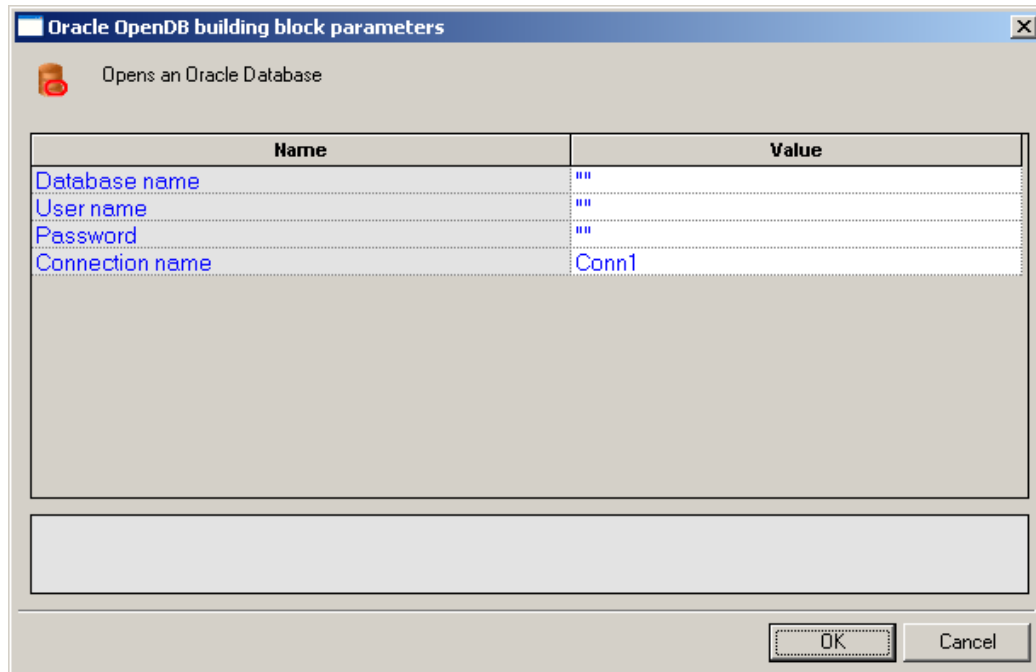 Oracle OpenDB building block parameters
Opens an Oracle Database
Name Value
Database name ""
User name ""
Password ""
Connection name Conn1
OK Cancel